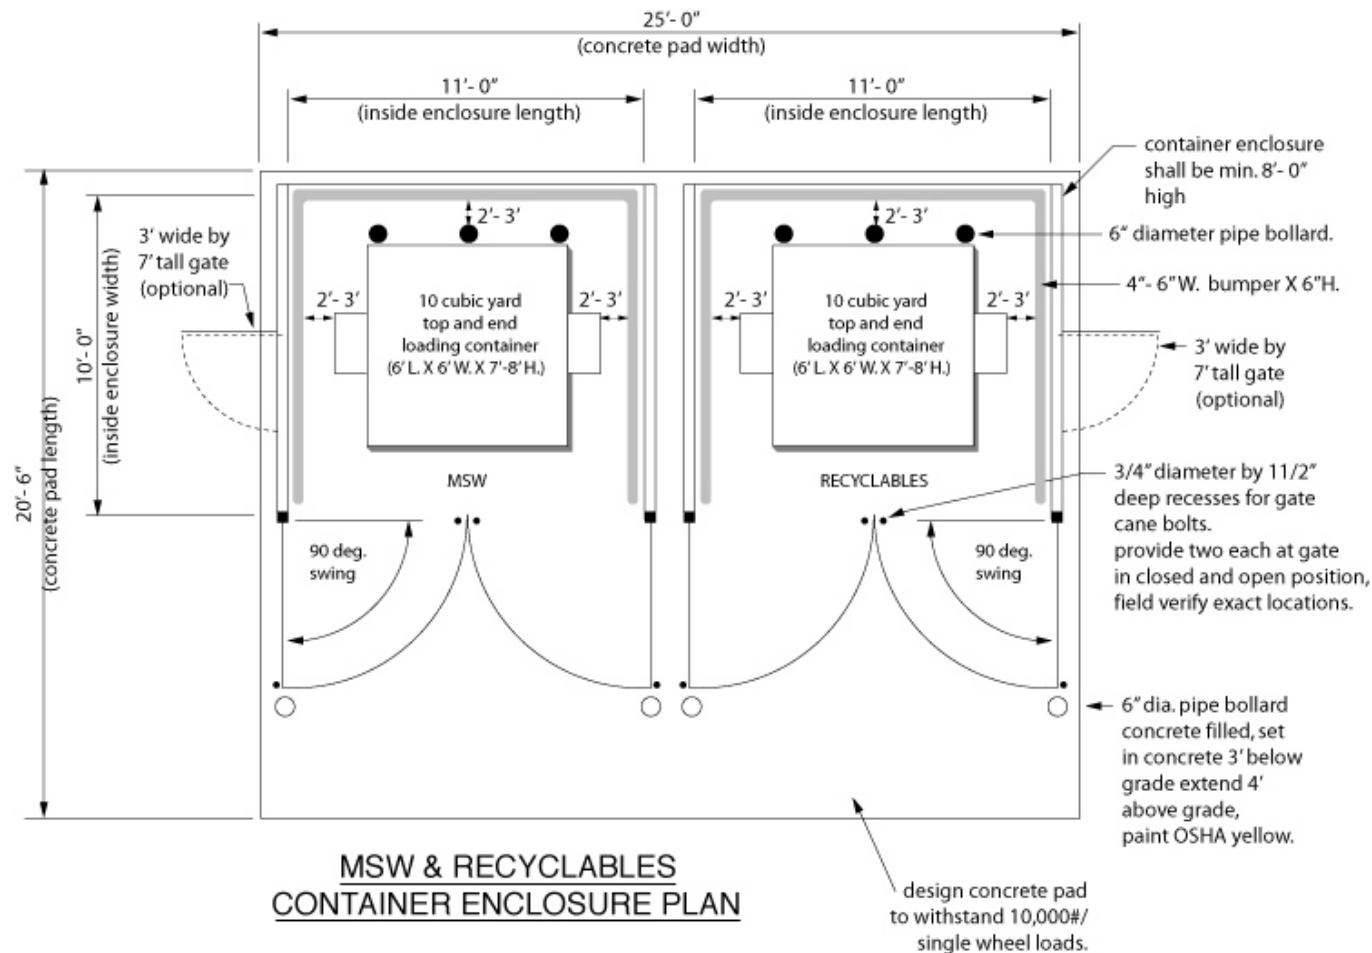 25'- 0"
(concrete pad width)
11'- 0"
(inside enclosure length)
11'- 0"
(inside enclosure length)
container enclosure
shall be min. 8'- 0"
high
2'- 3'
2'- 3'
6" diameter pipe bollard.
3' wide by
7' tall gate
(optional)
4"- 6" W. bumper X 6"H.
2'- 3'
10 cubic yard
top and end
loading container
(6' L. X 6' W. X 7'-8' H.)
2'- 3'
2'- 3'
10 cubic yard
top and end
loading container
(6' L. X 6' W. X 7'-8' H.)
2'- 3'
3' wide by
7' tall gate
(optional)
10'- 0"
(inside enclosure width)
20'- 6"
(concrete pad length)
MSW
RECYCLABLES
3/4" diameter by 11/2"
deep recesses for gate
cane bolts.
provide two each at gate
in closed and open position,
field verify exact locations.
90 deg.
swing
90 deg.
swing
6" dia. pipe bollard
concrete filled, set
in concrete 3' below
grade extend 4'
above grade,
paint OSHA yellow.
MSW & RECYCLABLES
CONTAINER ENCLOSURE PLAN
design concrete pad
to withstand 10,000#/
single wheel loads.